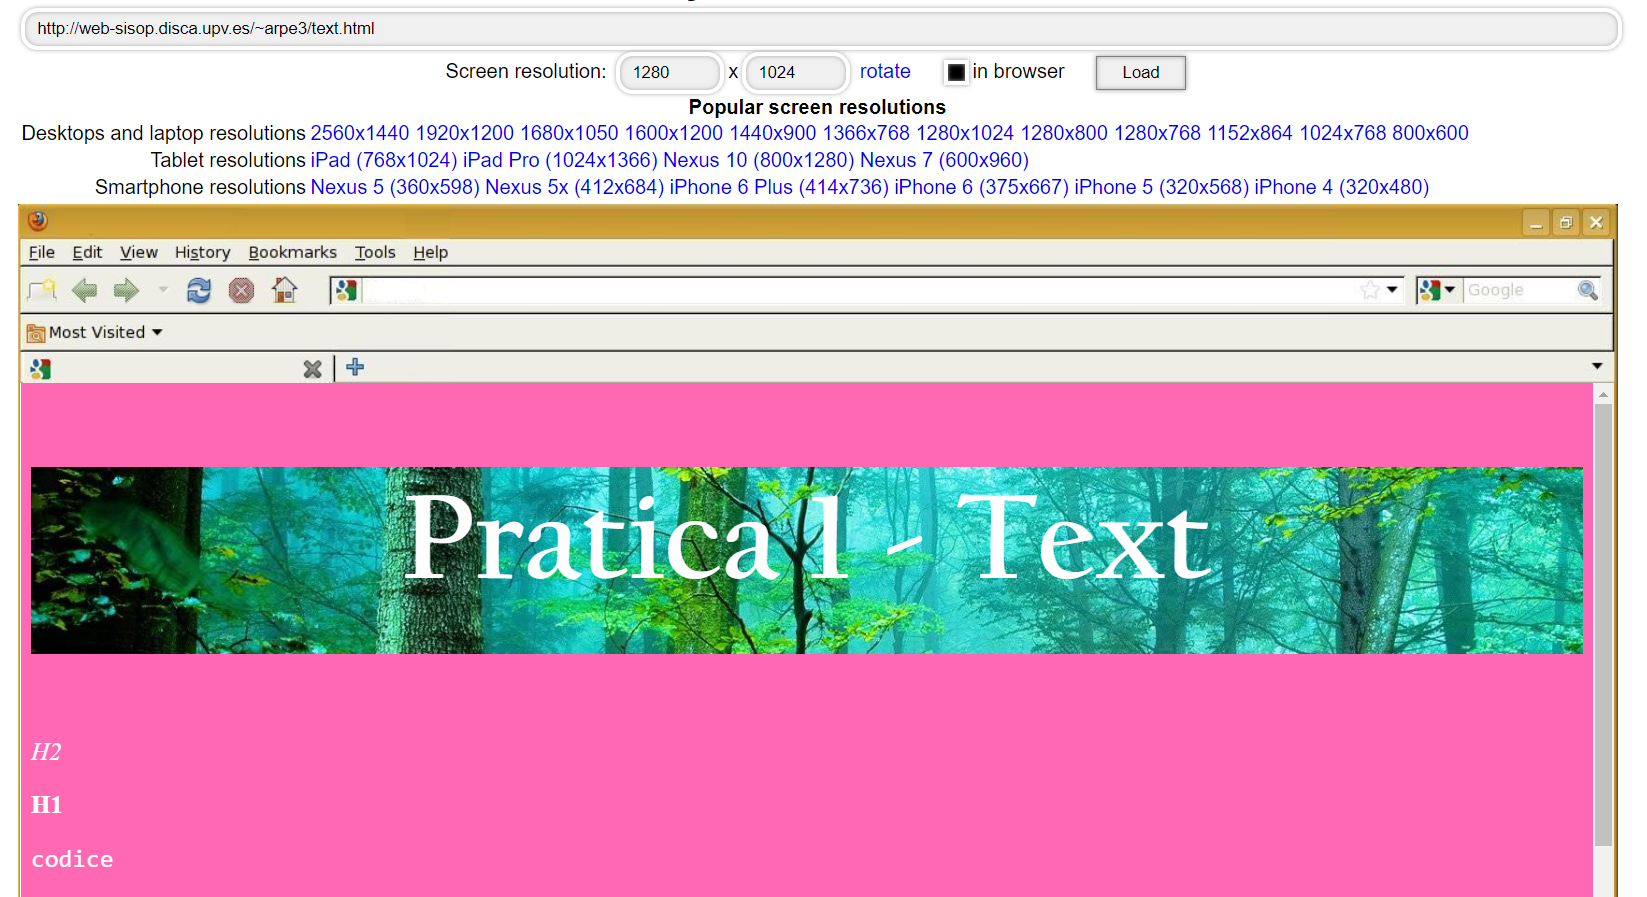 http://web-sisop.disca.upv.es/~arpe3/text.html
Screen resolution: 1280 x 1024 rotate in browser Load
Popular screen resolutions
Desktops and laptop resolutions 2560x1440 1920x1200 1680x1050 1600x1200 1440x900 1366x768 1280x1024 1280x800 1280x768 1152x864 1024x768 800x600
Tablet resolutions iPad (768x1024) iPad Pro (1024x1366) Nexus 10 (800x1280) Nexus 7 (600x960)
Smartphone resolutions Nexus 5 (360x598) Nexus 5x (412x684) iPhone 6 Plus (414x736) iPhone 6 (375x667) iPhone 5 (320x568) iPhone 4 (320x480)
File Edit View History Bookmarks Tools Help
Google
Most Visited
Pratica 1 - Text
H2
H1
codice